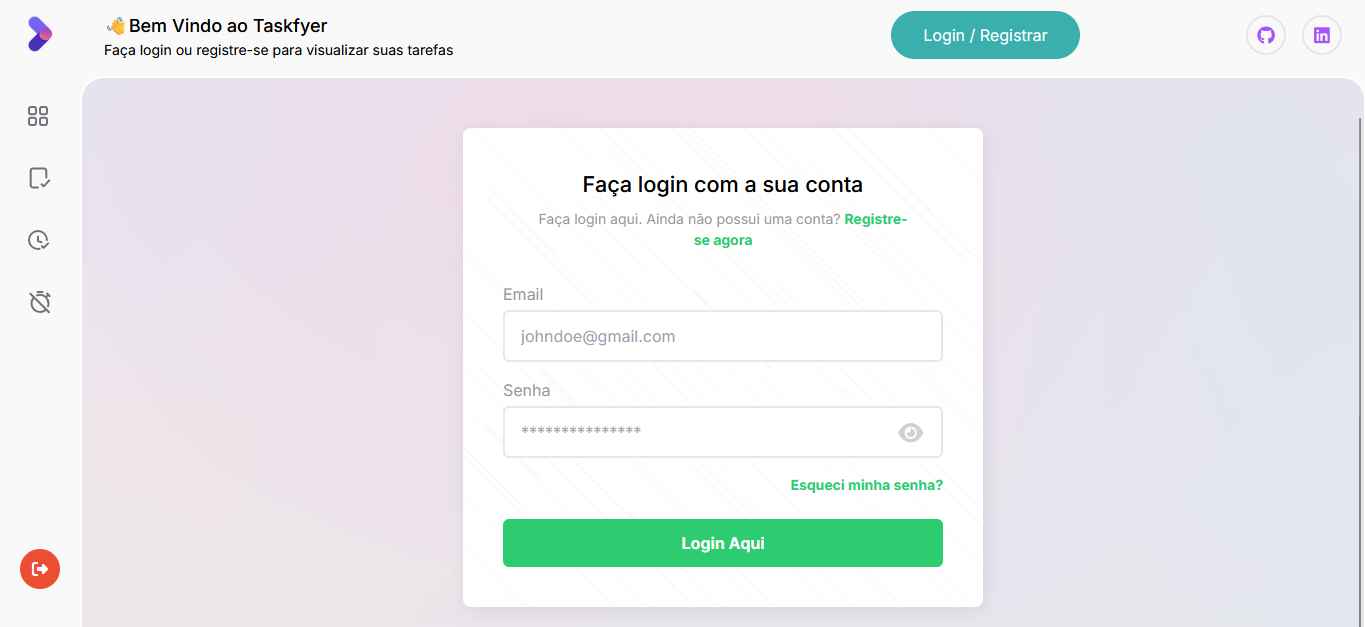 👋 Bem Vindo ao Taskfyer
Faça login ou registre-se para visualizar suas tarefas
Login / Registrar
Faça login com a sua conta
Faça login aqui. Ainda não possui uma conta? Registre-
se agora
Email
johndoe@gmail.com
Senha
***************
Esqueci minha senha?
Login Aqui